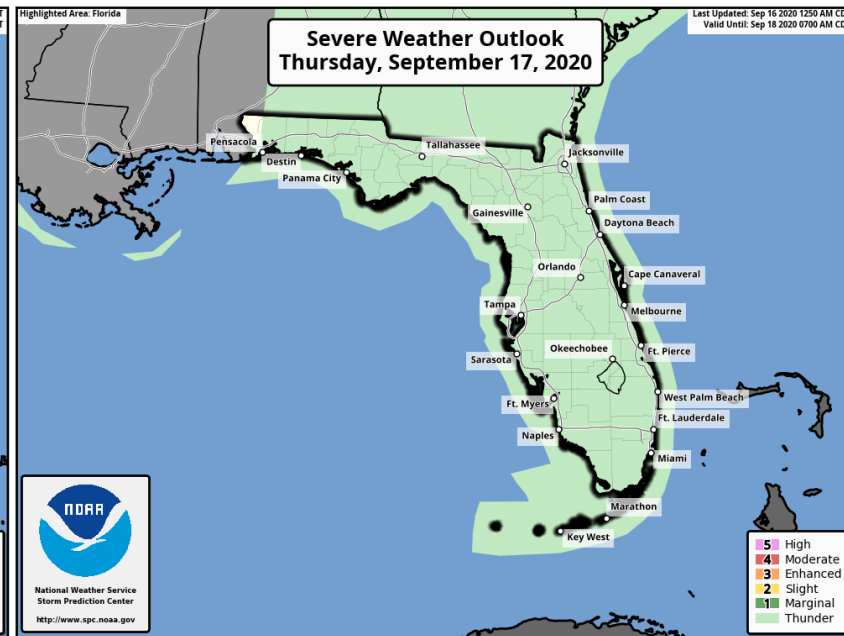 Highlighted Area: Florida
Last Updated: Sep 16 2020 1250 AM CD
Valid Until: Sep 18 2020 0700 AM CD
Severe Weather Outlook
Thursday, September 17, 2020
Pensacola
Destin
Panama City
Tallahassee
Jacksonville
Palm Coast
Gainesville
Daytona Beach
Orlando
Cape Canaveral
Tampa
Melbourne
Okeechobee
Ft. Pierce
Sarasota
West Palm Beach
Ft. Myers
Ft. Lauderdale
Naples
Miami
Marathon
Key West
NOAA
National Weather Service
Storm Prediction Center
http://www.spc.noaa.gov
5 High
4 Moderate
3 Enhanced
2 Slight
1 Marginal
Thunder